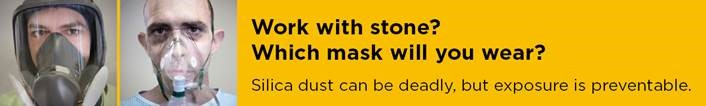 Work with stone?
Which mask will you wear?
Silica dust can be deadly, but exposure is preventable.